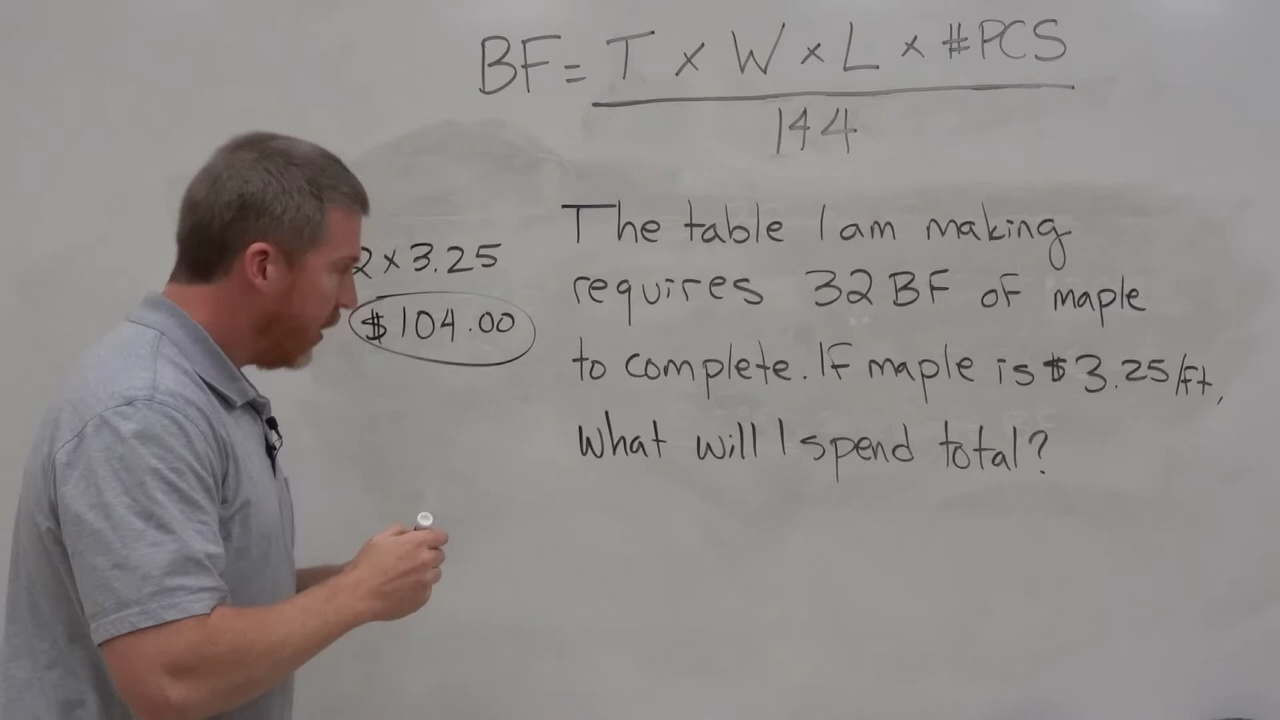 BF = T x W x L x #PCS
144
2 x 3.25
$104.00
The table I am making
requires 32 BF of maple
to complete. If maple is $3.25/ft,
what will I spend total?